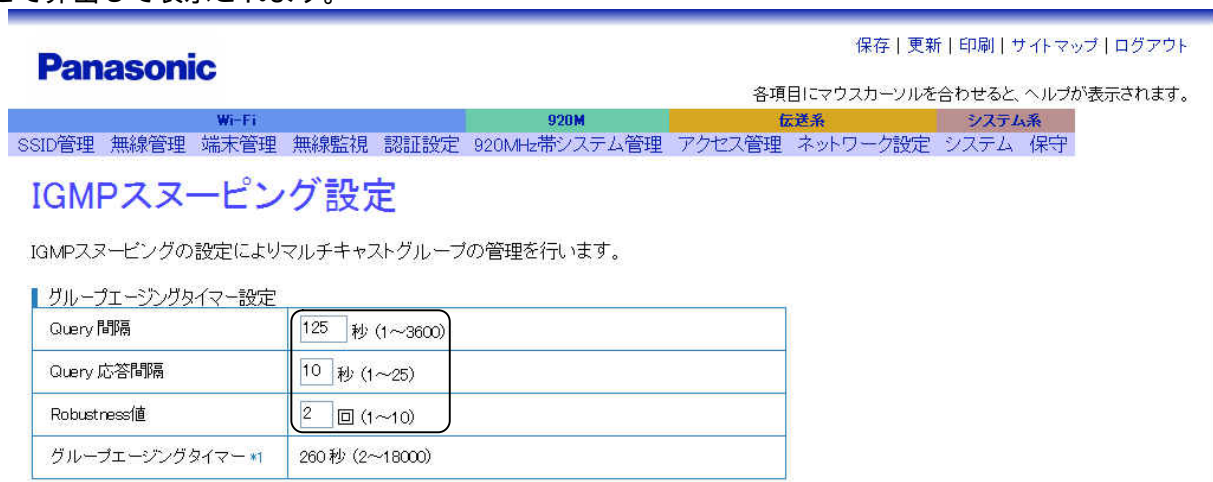 保存 | 更新 | 印刷 | サイトマップ | ログアウト
Panasonic
各項目にマウスカーソルを合わせると、ヘルプが表示されます。
Wi-Fi 920M 伝送系 システム系
SSID管理 無線管理 端末管理 無線監視 認証設定 920MHz帯システム管理 アクセス管理 ネットワーク設定 システム 保守
IGMPスヌーピング設定
IGMPスヌーピングの設定によりマルチキャストグループの管理を行います。
グループエージングタイマー設定
Query 間隔 125 秒 (1～3600)
Query 応答間隔 10 秒 (1～25)
Robustness値 2 回 (1～10)
グループエージングタイマー *1 260 秒 (2～18000)